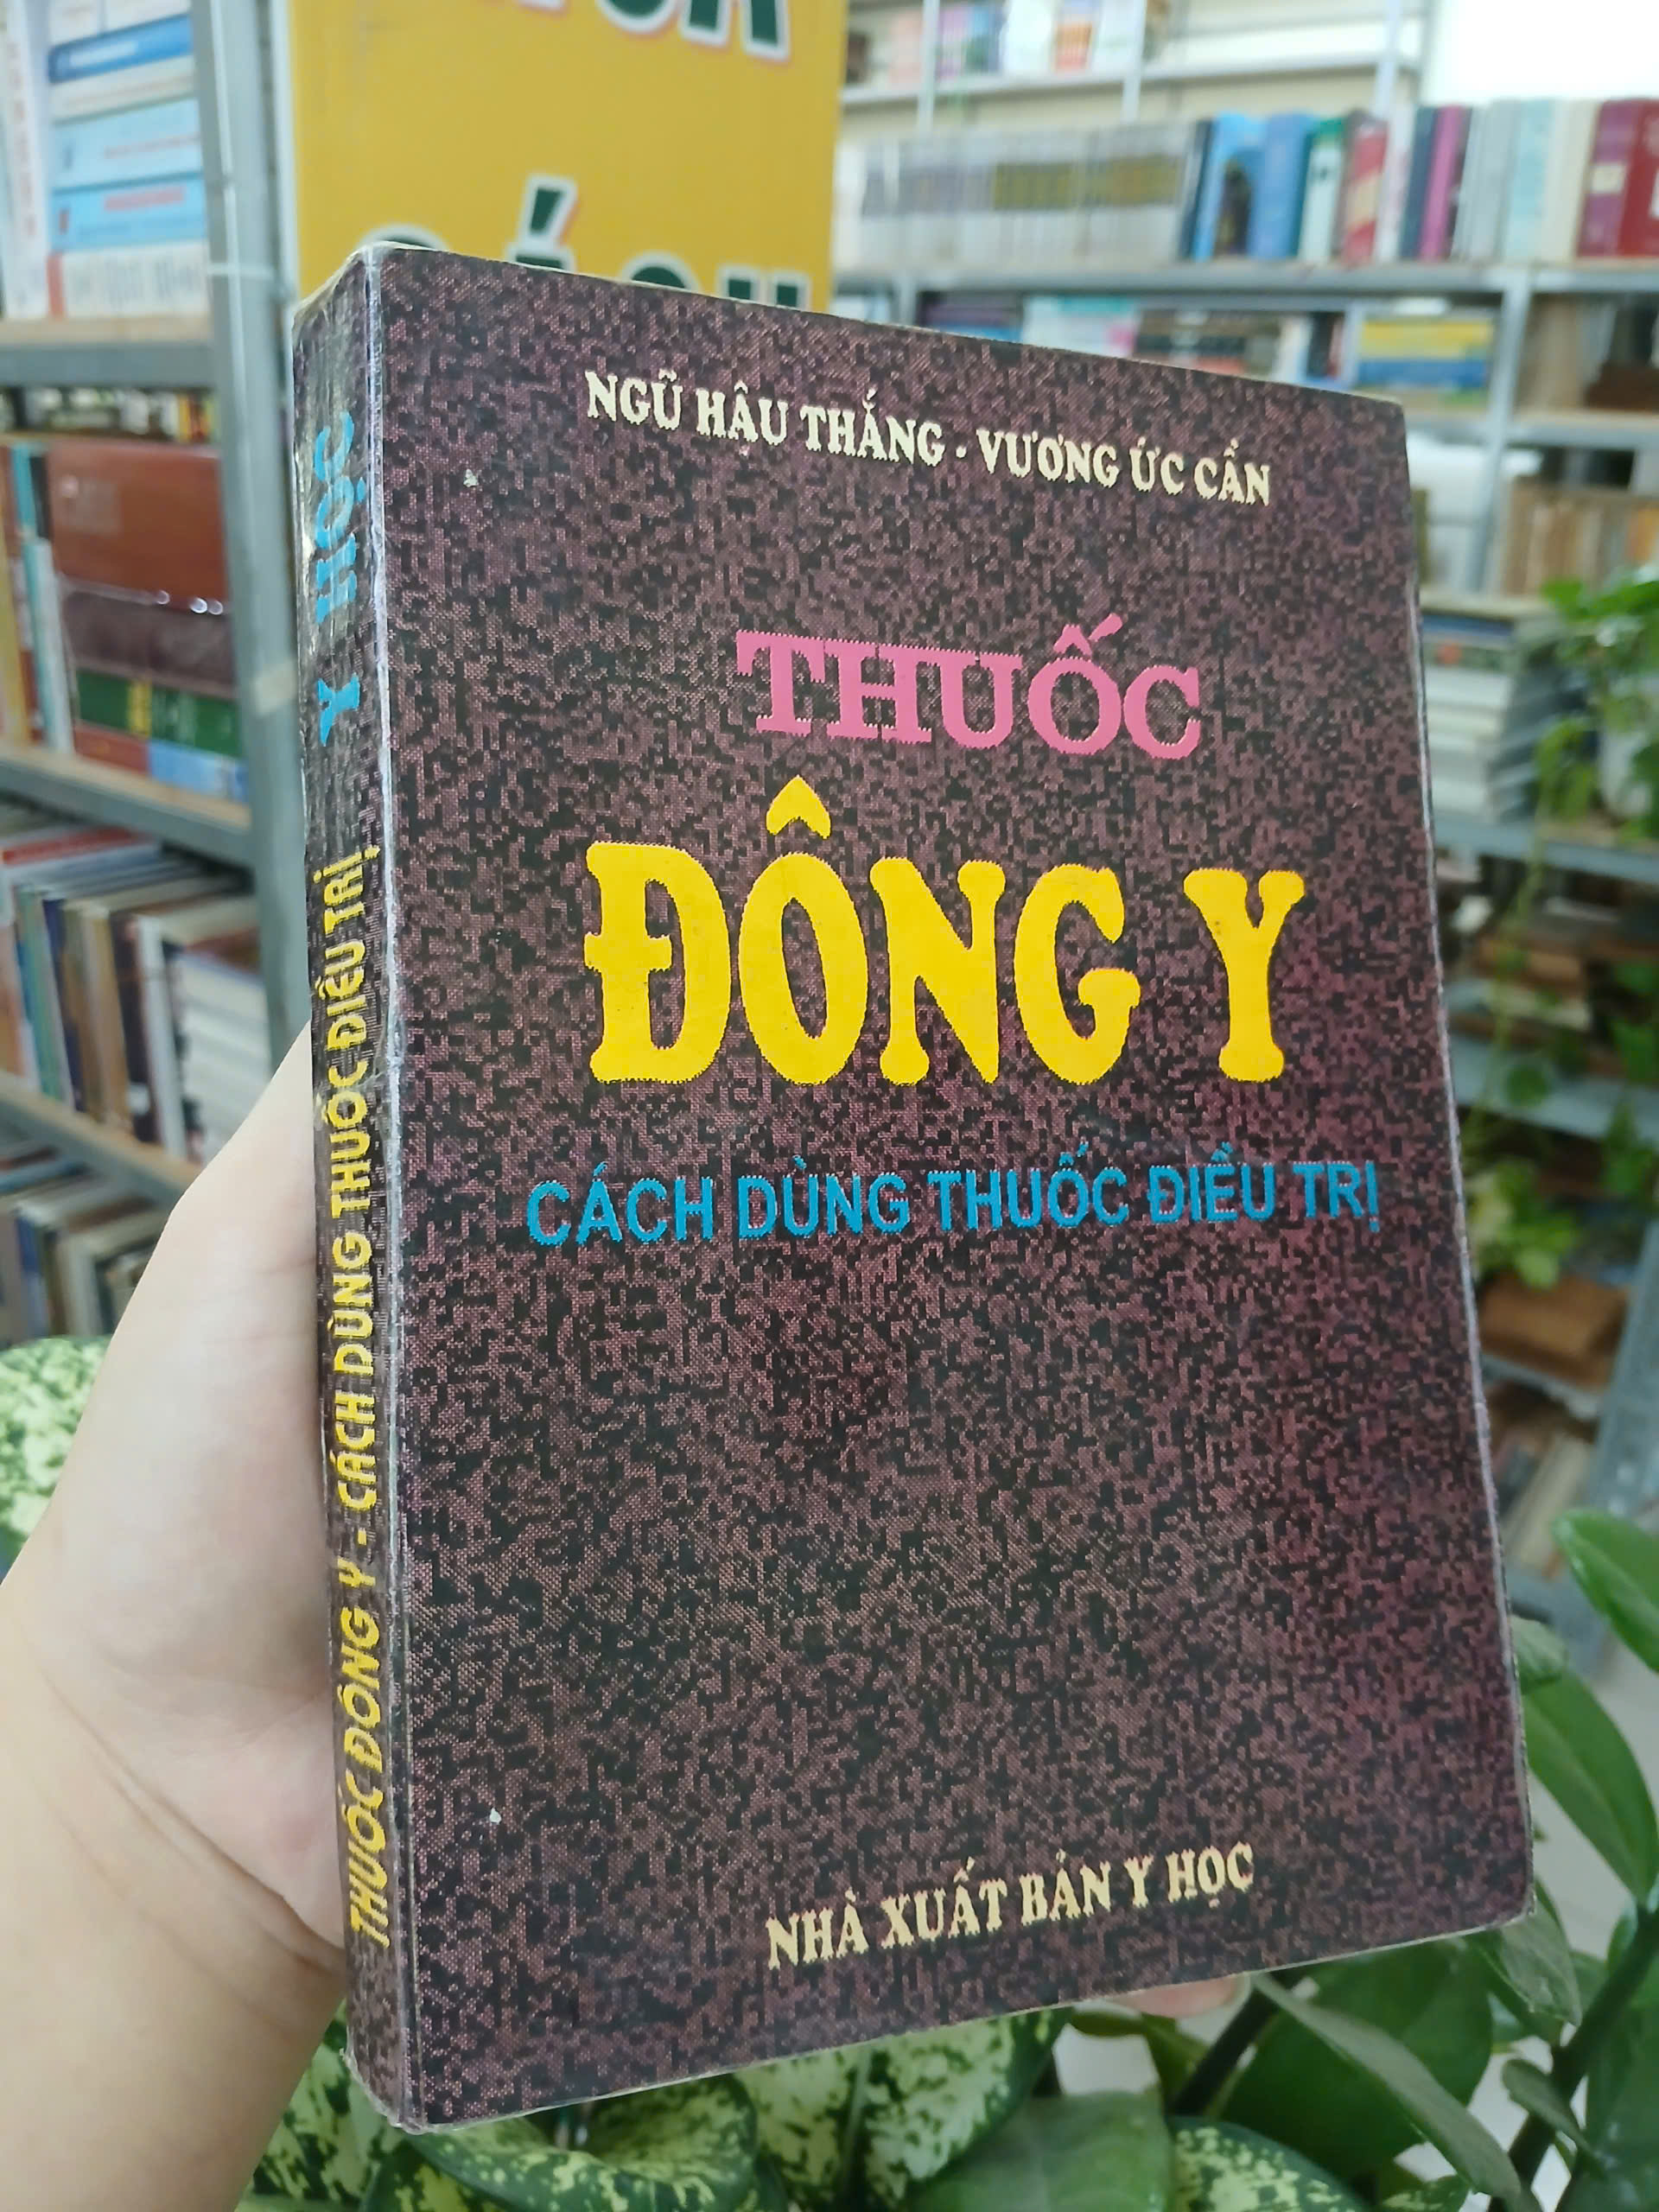 NGŨ HẬU THẮNG - VƯƠNG ỨC CẦN
THUỐC
ĐÔNG Y
CÁCH DÙNG THUỐC ĐIỀU TRỊ
NHÀ XUẤT BẢN Y HỌC
THUỐC ĐÔNG Y - CÁCH DÙNG THUỐC ĐIỀU TRỊ
Y HỌC